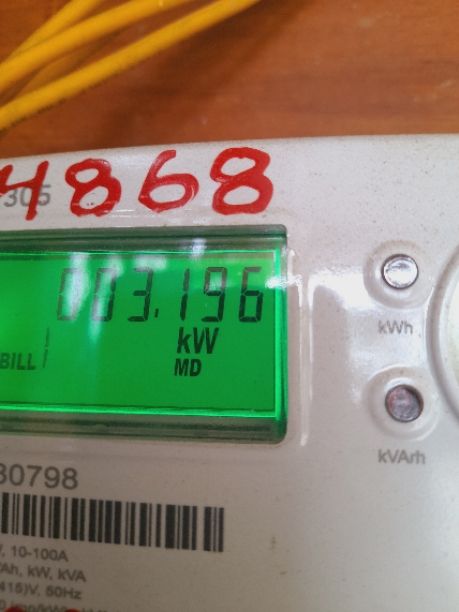 4868
305
003.196
kW
BILL
MD
kWh
kVArh
30798
, 10-100A
Ah, kW, kVA
415)V, 50Hz